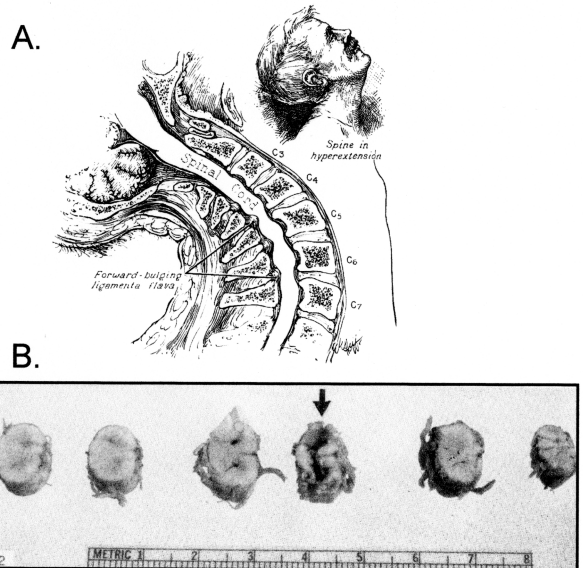 A.
Spine in
hyperextension
C3
C4
C5
C6
C7
Spinal Cord
Forward-bulging
ligamenta flava
B.
METRIC 1 2 3 4 5 6 7 8
2